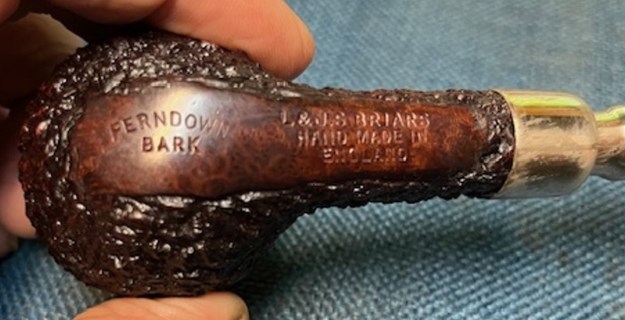 FERNDOWN
BARK
L & J.S BRIARS
HAND MADE IN
ENGLAND